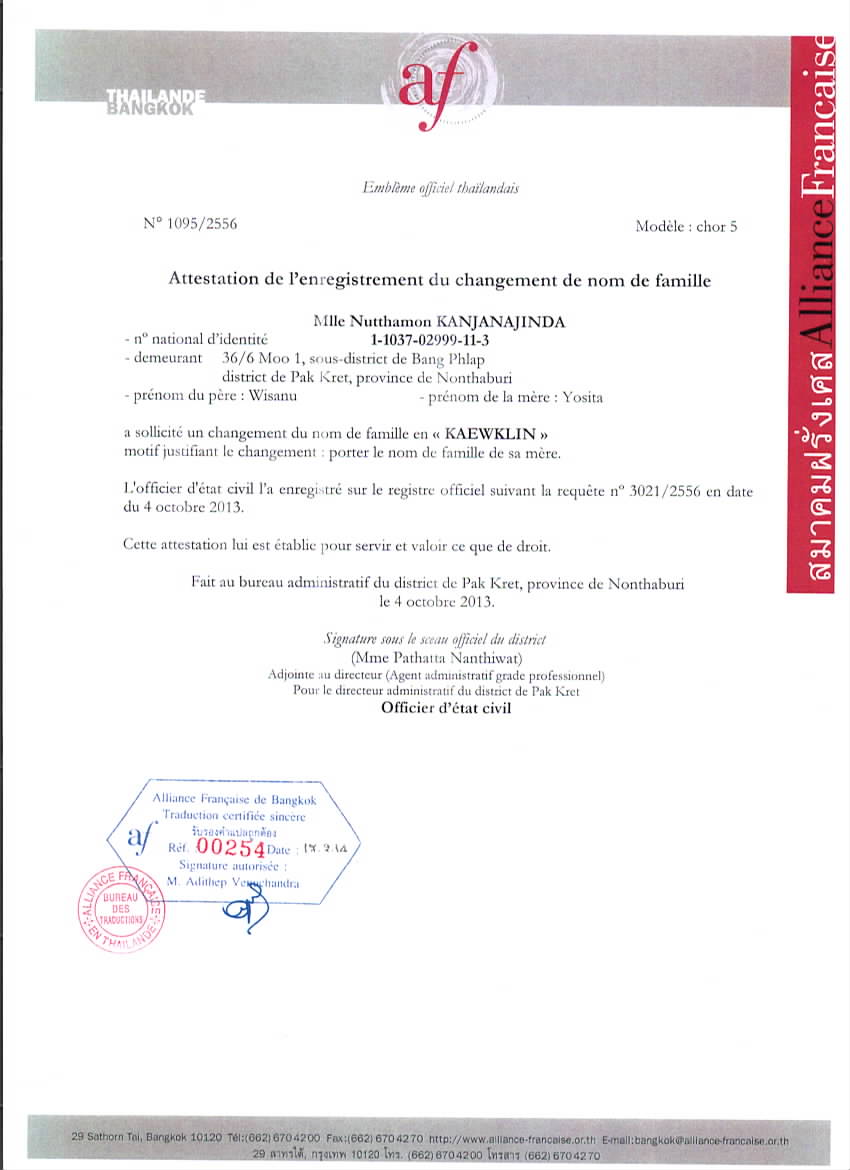 THAILANDE
BANGKOK
af
สมาคมฝรั่งเศส AllianceFrancaise
Emblème officiel thaïlandais
N° 1095/2556
Modèle : chor 5
Attestation de l'enregistrement du changement de nom de famille
Mlle Nutthamon KANJANAJINDA
- n° national d'identité 1-1037-02999-11-3
- demeurant 36/6 Moo 1, sous-district de Bang Phlap
district de Pak Kret, province de Nonthaburi
- prénom du père : Wisanu - prénom de la mère : Yosita
a sollicité un changement du nom de famille en « KAEWKLIN »
motif justifiant le changement : porter le nom de famille de sa mère.
L'officier d'état civil l'a enregistré sur le registre officiel suivant la requête n° 3021/2556 en date
du 4 octobre 2013.
Cette attestation lui est établie pour servir et valoir ce que de droit.
Fait au bureau administratif du district de Pak Kret, province de Nonthaburi
le 4 octobre 2013.
Signature sous le sceau officiel du district
(Mme Pathatta Nanthiwat)
Adjointe au directeur (Agent administratif grade professionnel)
Pour le directeur administratif du district de Pak Kret
Officier d'état civil
Alliance Française de Bangkok
Traduction certifiée sincère
รับรองคำแปลถูกต้อง
af
Réf. 00254 Date :
Signature autorisée :
M. Adithep
ALLIANCE FRANÇAISE
BUREAU
DES
TRADUCTIONS
EN THAILANDE
29 Sathorn Tai, Bangkok 10120 Tél:(662) 670 4200 Fax:(662) 670 4270 http://www.alliance-francaise.or.th E-mail:bangkok@alliance-francaise.or.th
29 สาทรใต้, กรุงเทพ 10120 โทร. (662) 670 4200 โทรสาร (662) 670 4270